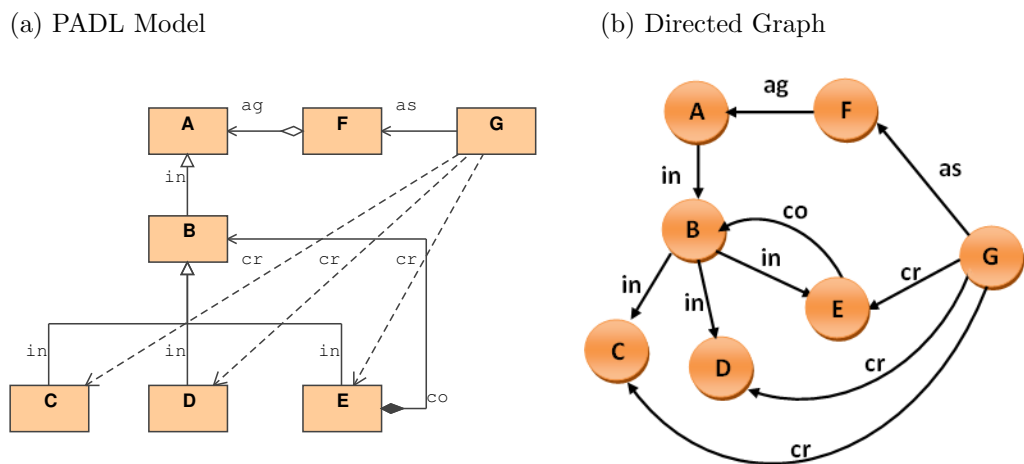 (a) PADL Model
(b) Directed Graph
ag
as
A
F
G
in
B
cr
cr
cr
in
in
in
C
D
E
co
ag
A
F
as
in
co
B
G
in
cr
in
in
E
C
D
cr
cr